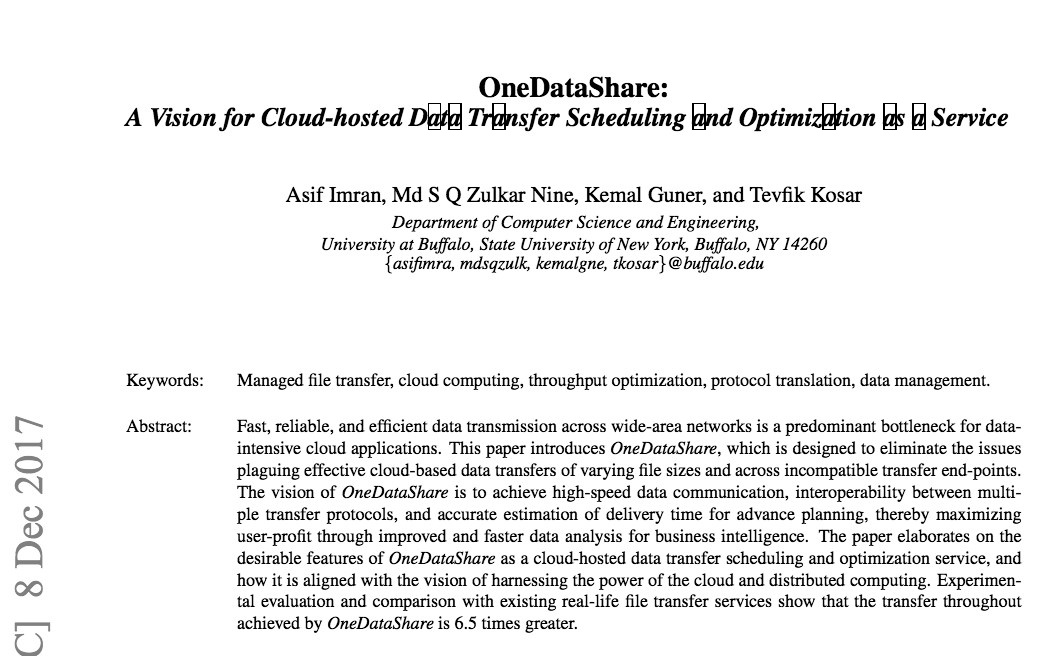 OneDataShare:
A Vision for Cloud-hosted Data Transfer Scheduling and Optimization as a Service
Asif Imran, Md S Q Zulkar Nine, Kemal Guner, and Tevfik Kosar
Department of Computer Science and Engineering,
University at Buffalo, State University of New York, Buffalo, NY 14260
{asifimra, mdsqzulk, kemalgne, tkosar}@buffalo.edu
Keywords: Managed file transfer, cloud computing, throughput optimization, protocol translation, data management.
Abstract: Fast, reliable, and efficient data transmission across wide-area networks is a predominant bottleneck for data-
intensive cloud applications. This paper introduces OneDataShare, which is designed to eliminate the issues
plaguing effective cloud-based data transfers of varying file sizes and across incompatible transfer end-points.
The vision of OneDataShare is to achieve high-speed data communication, interoperability between multi-
ple transfer protocols, and accurate estimation of delivery time for advance planning, thereby maximizing
user-profit through improved and faster data analysis for business intelligence. The paper elaborates on the
desirable features of OneDataShare as a cloud-hosted data transfer scheduling and optimization service, and
how it is aligned with the vision of harnessing the power of the cloud and distributed computing. Experimen-
tal evaluation and comparison with existing real-life file transfer services show that the transfer throughout
achieved by OneDataShare is 6.5 times greater.
C] 8 Dec 2017